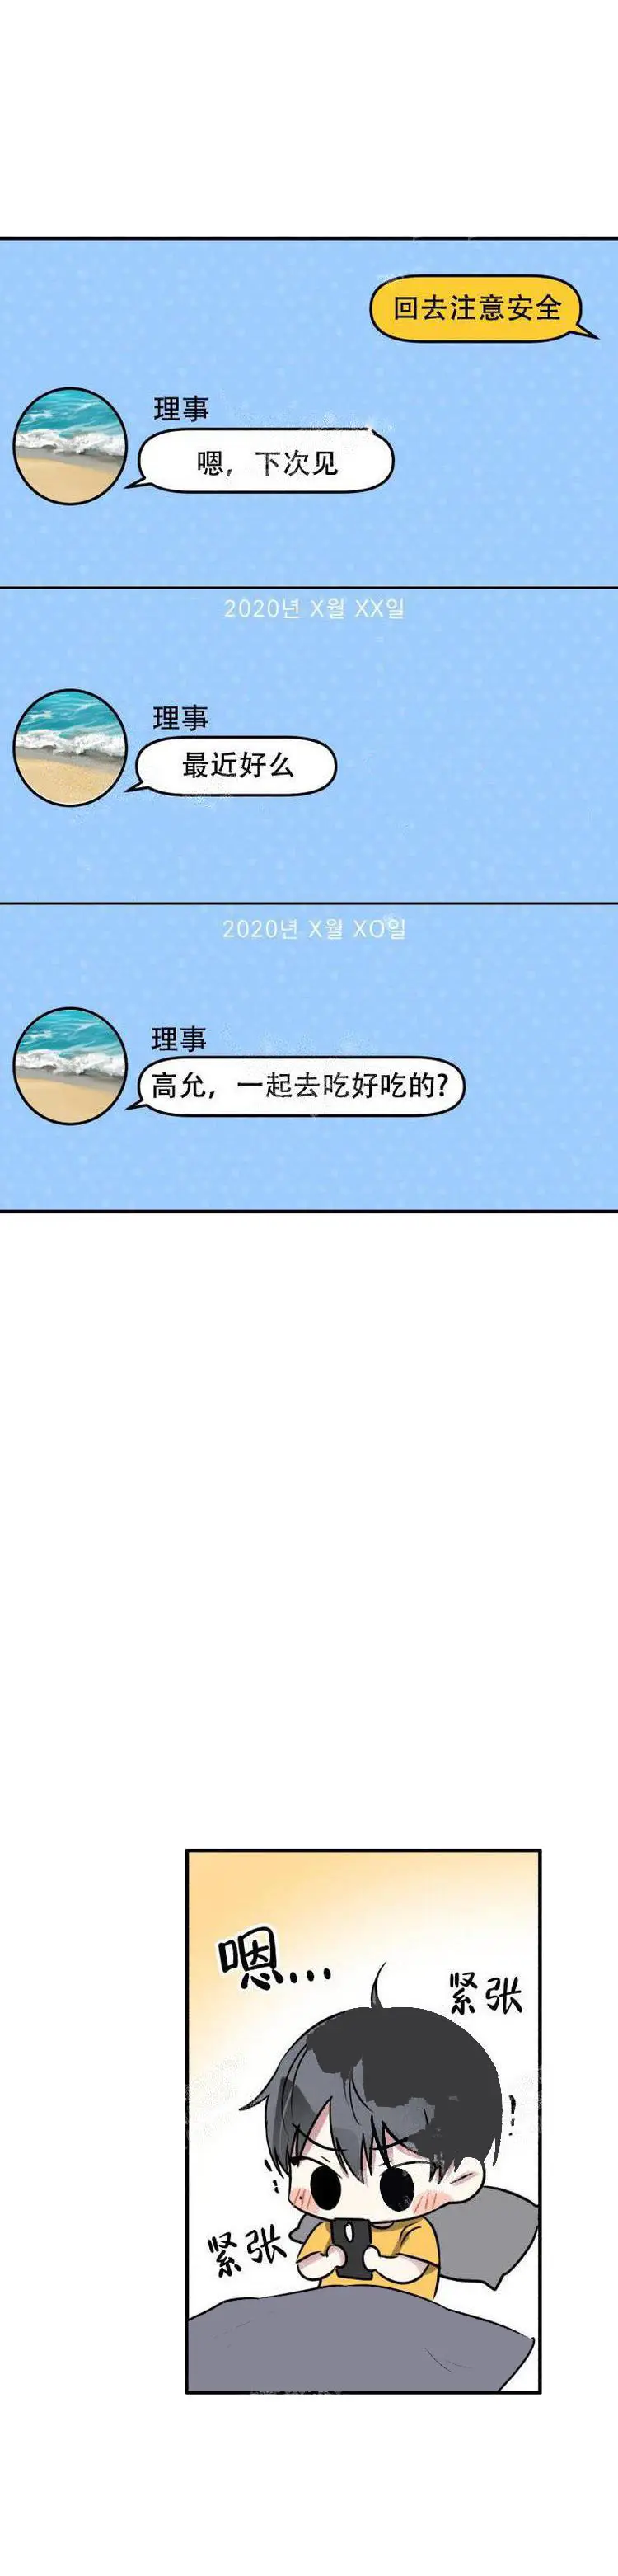 回去注意安全
理事
嗯，下次见
2020년 X월 XX일
理事
最近好么
2020년 X월 XO일
理事
高允，一起去吃好吃的?
嗯...
紧张
紧张